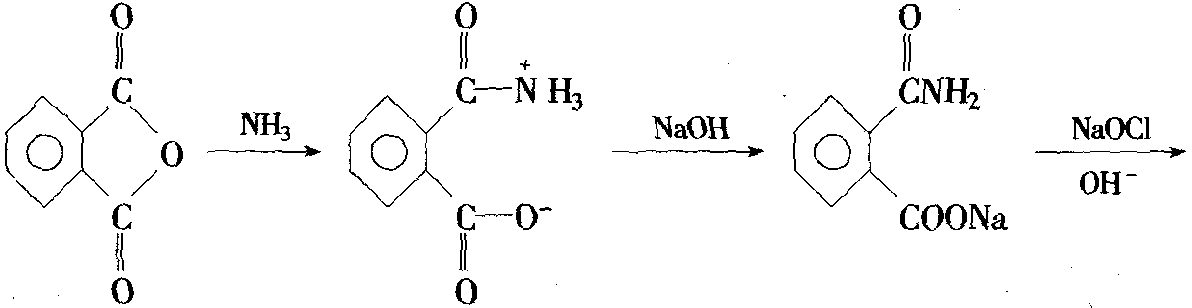 O O O
C C—N⁺H₃ CNH₂
O NH₃ NaOH NaOCl
OH⁻
C C—O⁻ COONa
O O